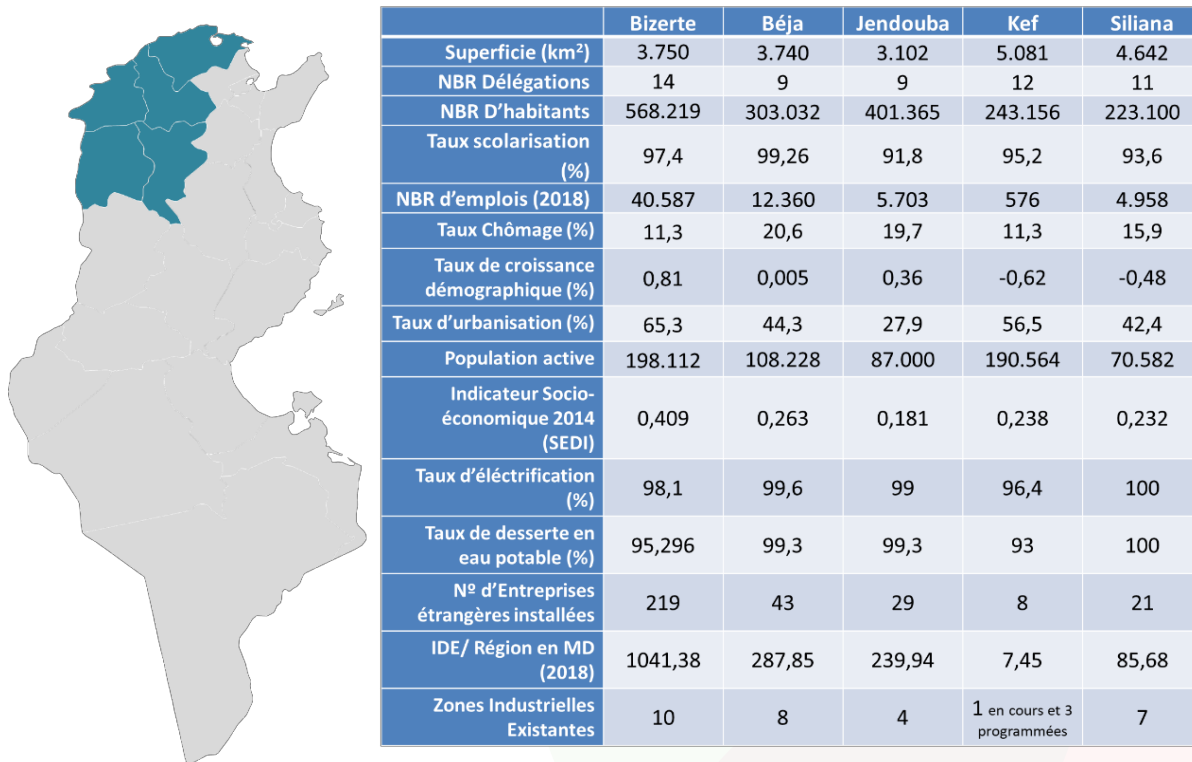 Bizerte Béja Jendouba Kef Siliana
Superficie (km²) 3.750 3.740 3.102 5.081 4.642
NBR Délégations 14 9 9 12 11
NBR D’habitants 568.219 303.032 401.365 243.156 223.100
Taux scolarisation
(%) 97,4 99,26 91,8 95,2 93,6
NBR d’emplois (2018) 40.587 12.360 5.703 576 4.958
Taux Chômage (%) 11,3 20,6 19,7 11,3 15,9
Taux de croissance
démographique (%) 0,81 0,005 0,36 -0,62 -0,48
Taux d’urbanisation (%) 65,3 44,3 27,9 56,5 42,4
Population active 198.112 108.228 87.000 190.564 70.582
Indicateur Socio-
économique 2014
(SEDI) 0,409 0,263 0,181 0,238 0,232
Taux d’éléctrification
(%) 98,1 99,6 99 96,4 100
Taux de desserte en
eau potable (%) 95,296 99,3 99,3 93 100
Nº d’Entreprises
étrangères installées 219 43 29 8 21
IDE/ Région en MD
(2018) 1041,38 287,85 239,94 7,45 85,68
Zones Industrielles
Existantes 10 8 4 1 en cours et 3
programmées 7